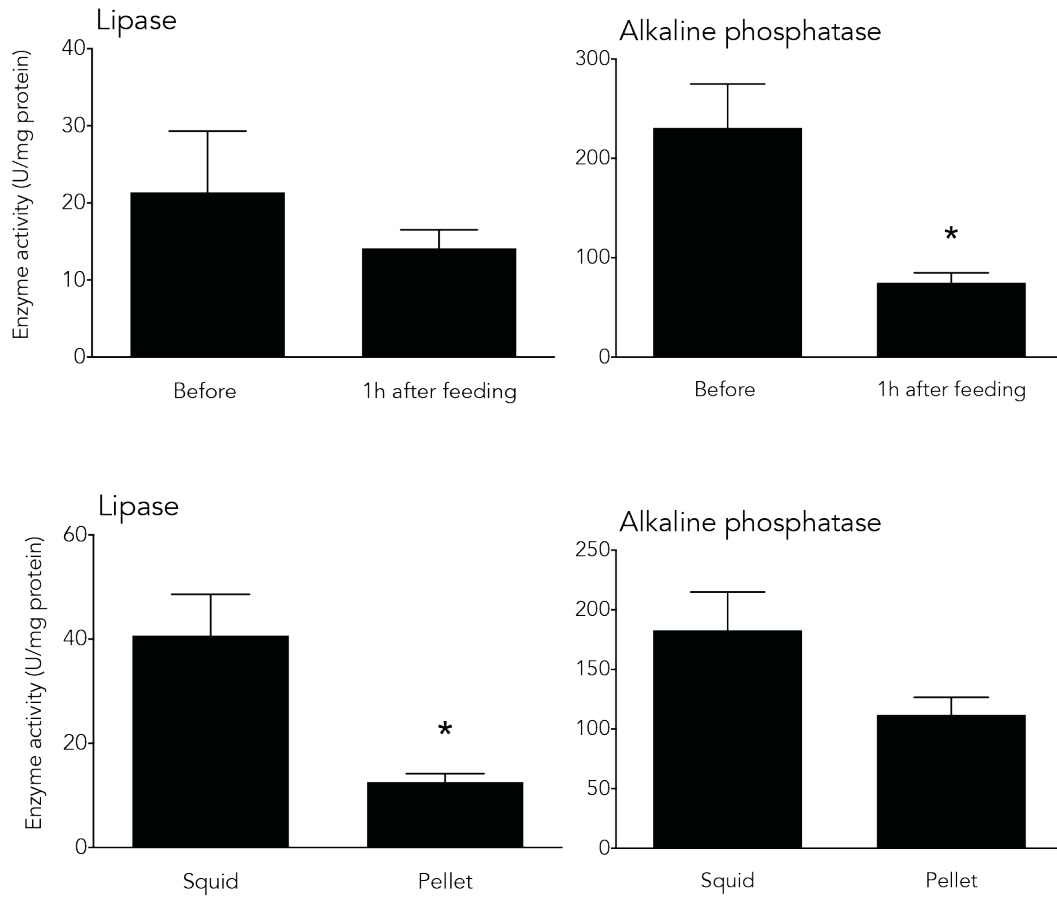 Lipase
Alkaline phosphatase
Enzyme activity (U/mg protein)
40
30
20
10
0
300
200
100
0
*
Before
1h after feeding
Before
1h after feeding
Lipase
Alkaline phosphatase
Enzyme activity (U/mg protein)
60
40
20
0
*
250
200
150
100
50
0
Squid
Pellet
Squid
Pellet